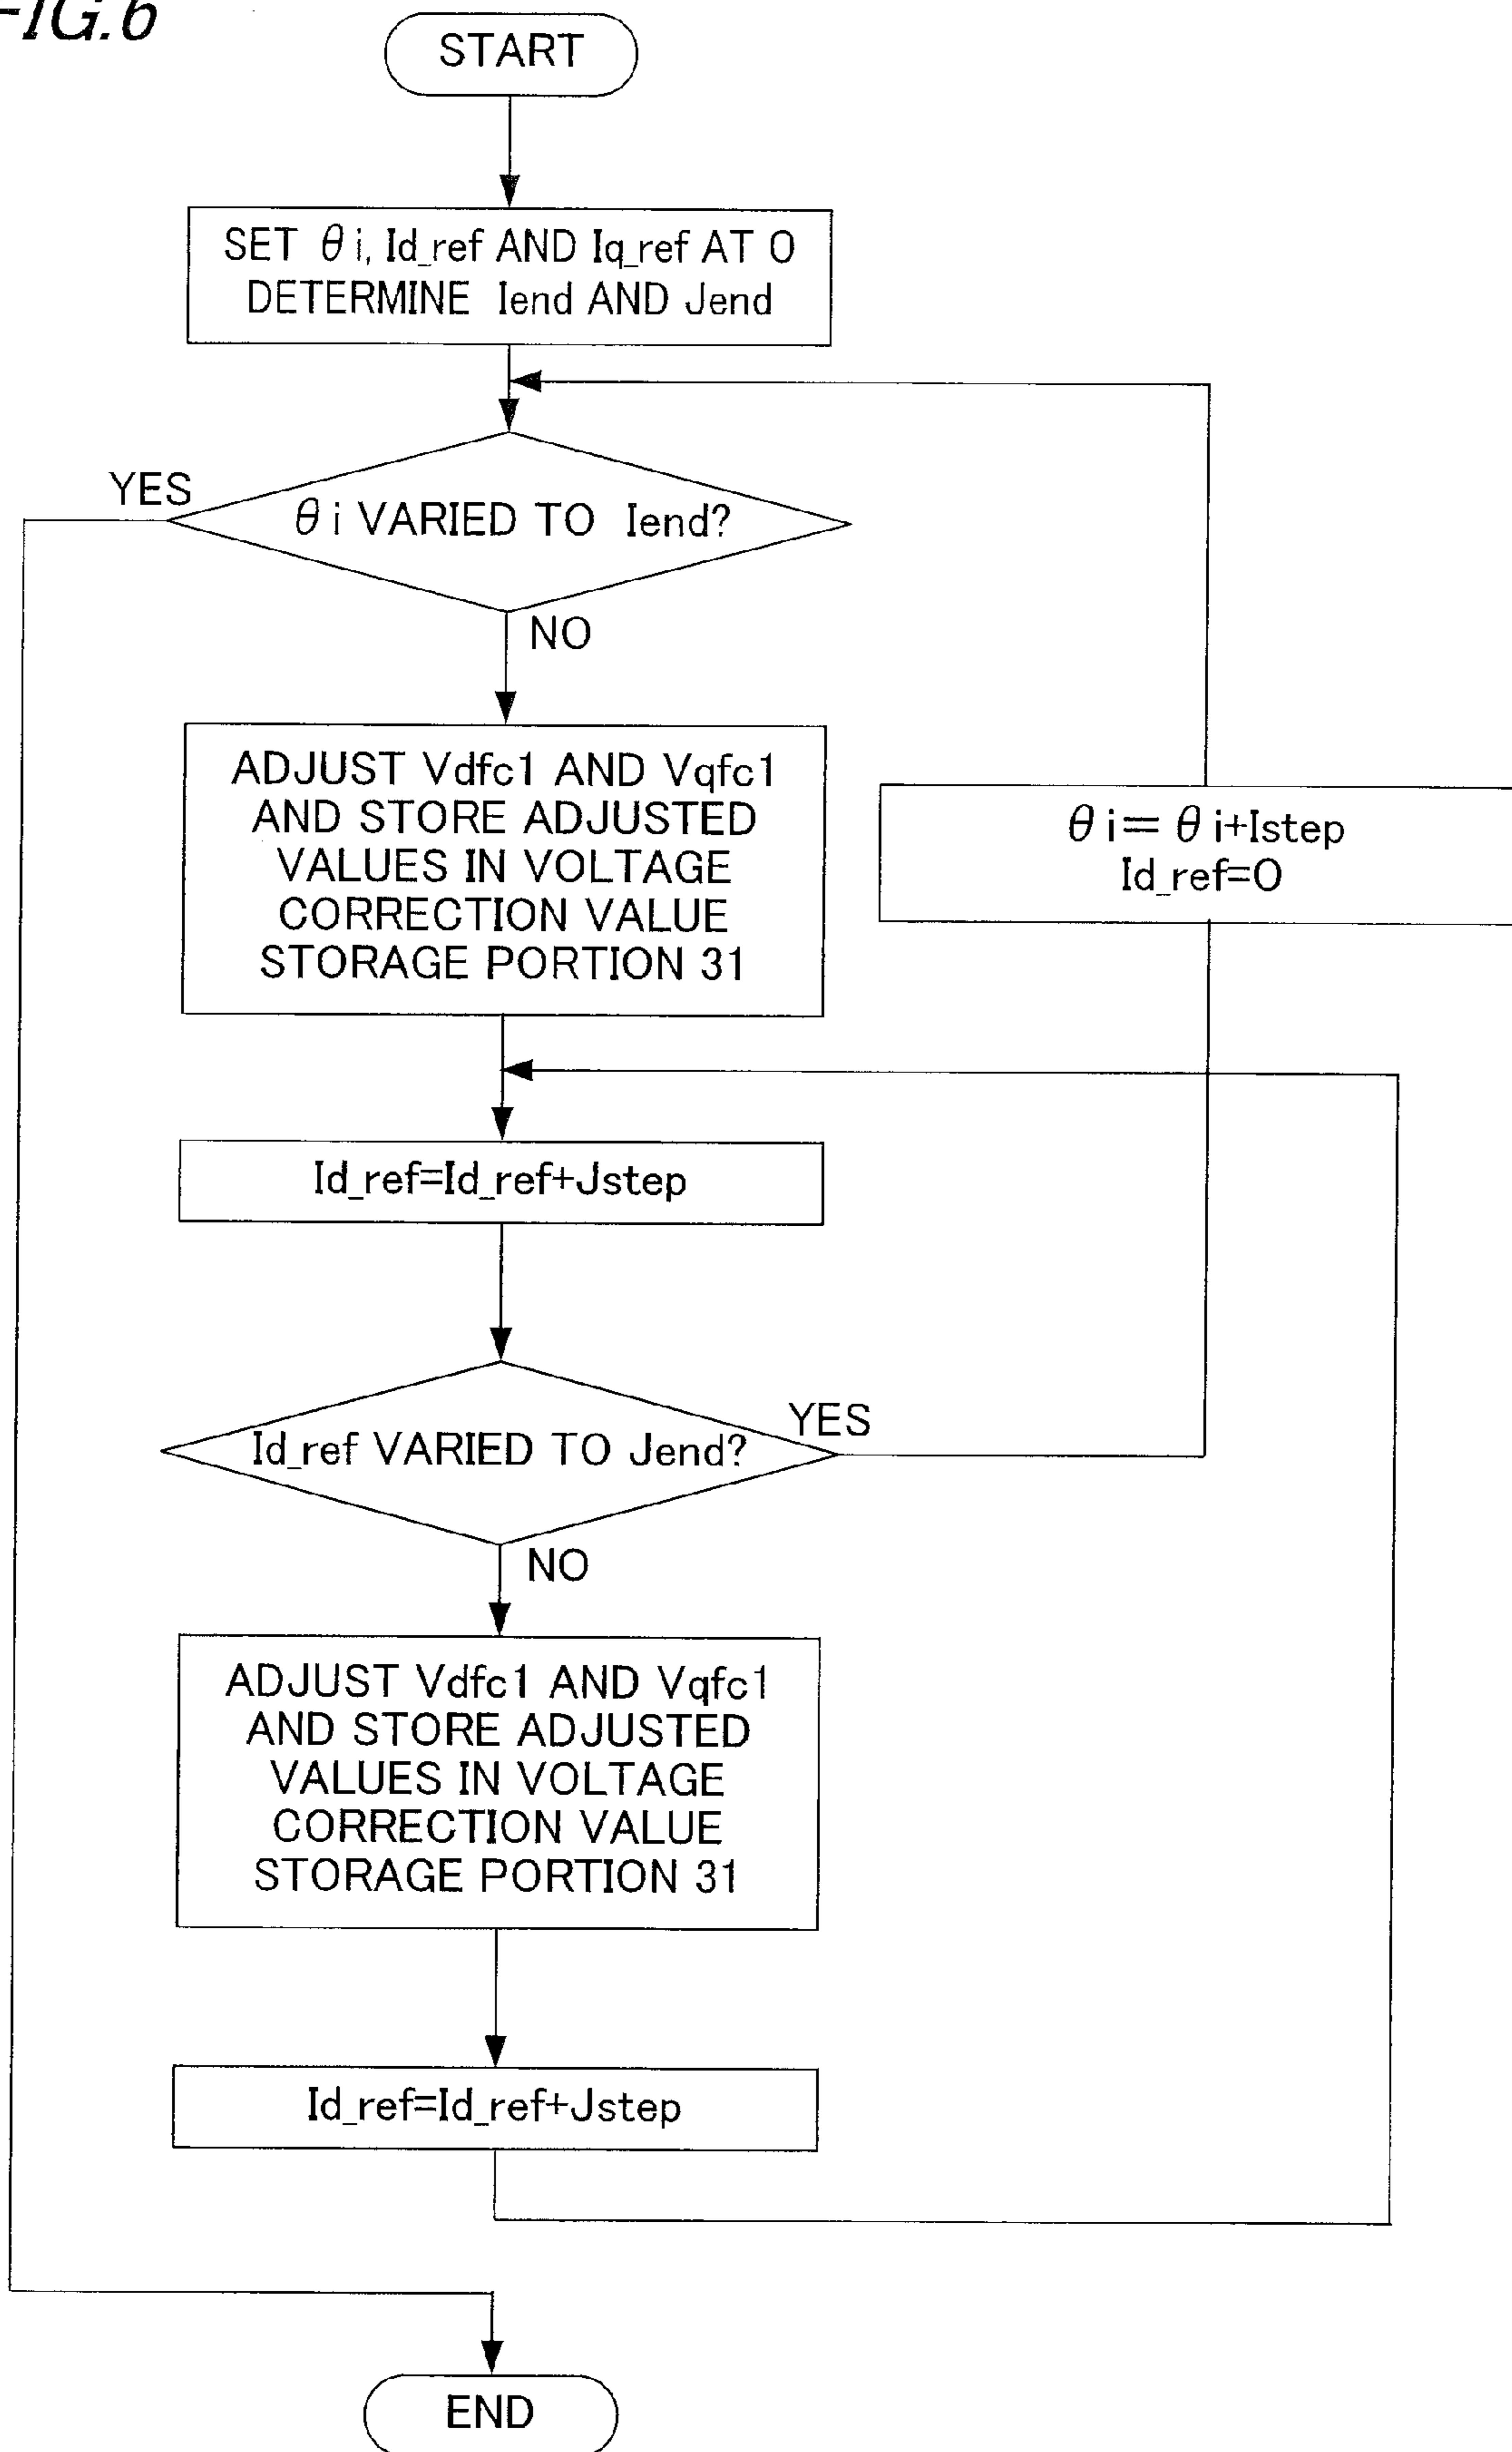 FIG.6
START
SET θi, Id_ref AND Iq_ref AT 0
DETERMINE Iend AND Jend
YES
θi VARIED TO Iend?
NO
ADJUST Vdfc1 AND Vqfc1
AND STORE ADJUSTED
VALUES IN VOLTAGE
CORRECTION VALUE
STORAGE PORTION 31
θi=θi+Istep
Id_ref=0
Id_ref=Id_ref+Jstep
YES
Id_ref VARIED TO Jend?
NO
ADJUST Vdfc1 AND Vqfc1
AND STORE ADJUSTED
VALUES IN VOLTAGE
CORRECTION VALUE
STORAGE PORTION 31
Id_ref=Id_ref+Jstep
END